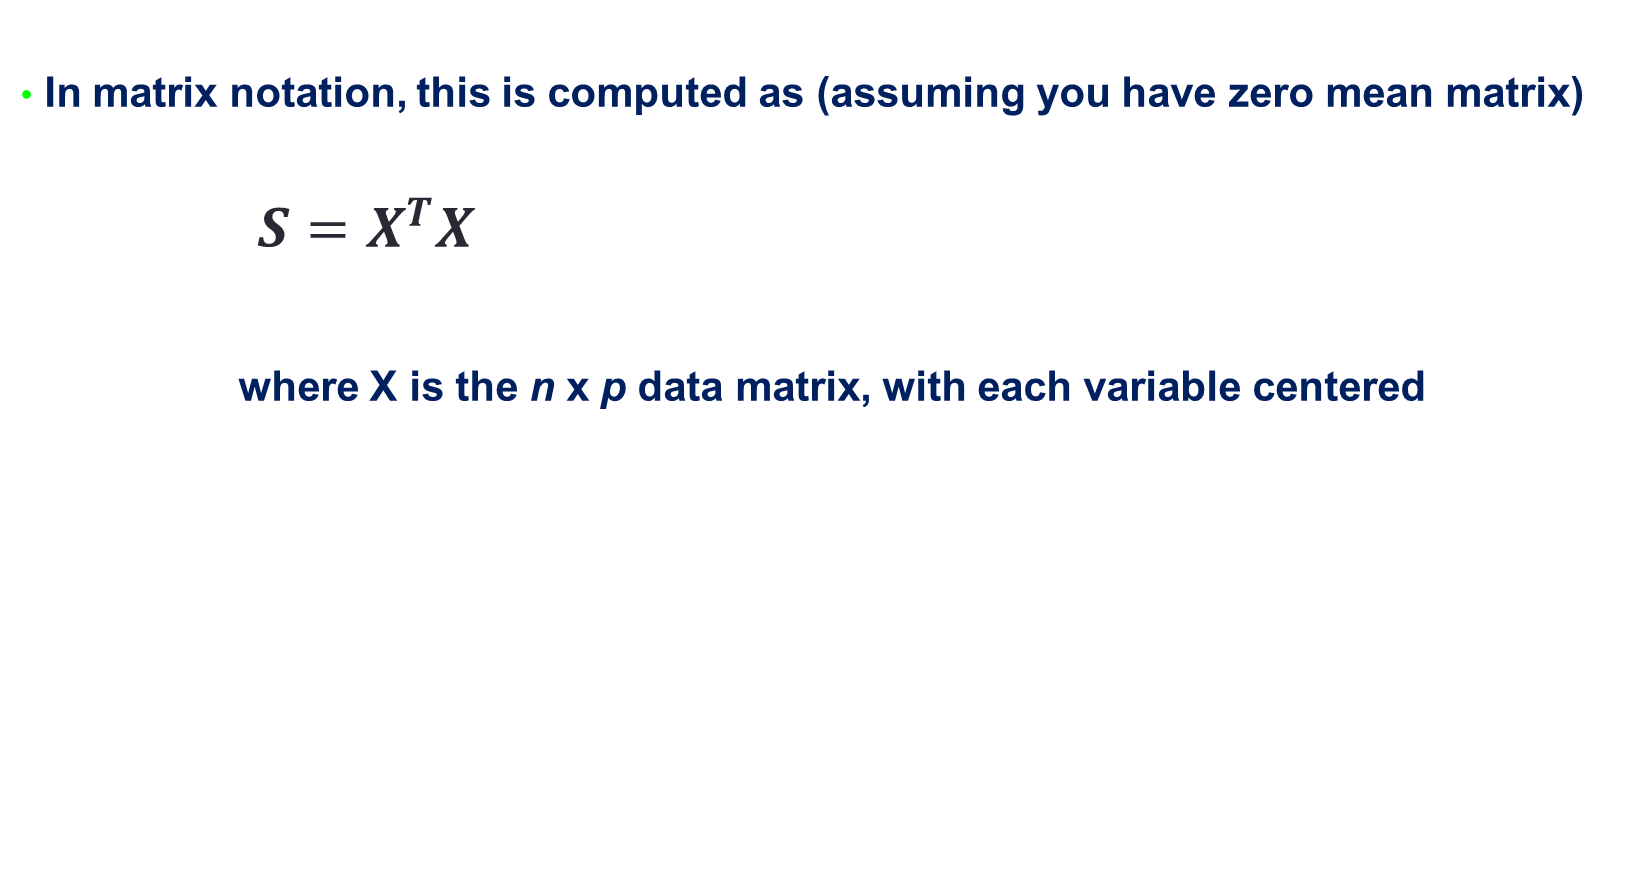 • In matrix notation, this is computed as (assuming you have zero mean matrix)
S = Xᵀ X
where X is the n x p data matrix, with each variable centered